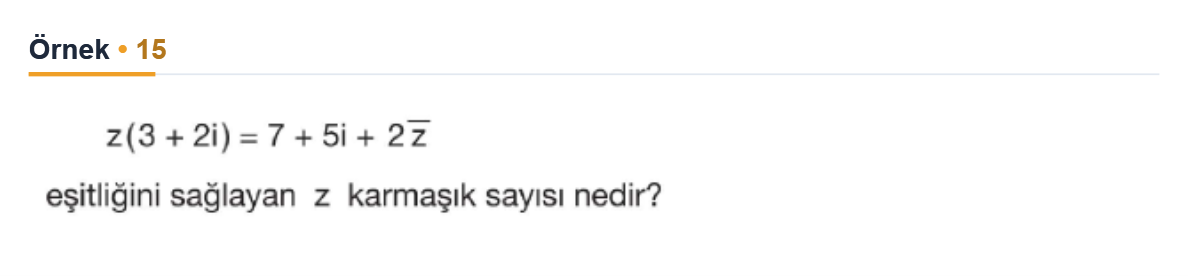 Örnek • 15
z(3 + 2i) = 7 + 5i + 2z̅
eşitliğini sağlayan z karmaşık sayısı nedir?